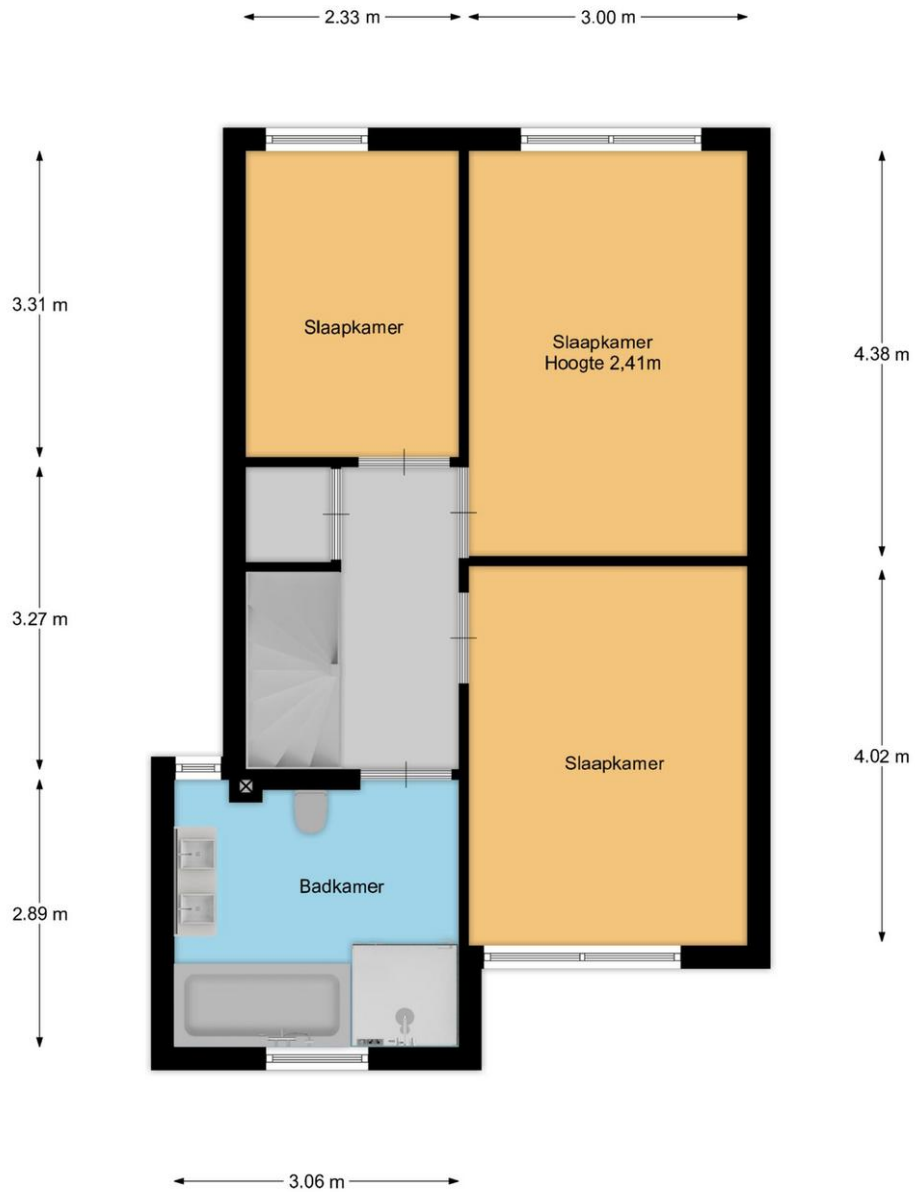 2.33 m
3.00 m
3.31 m
Slaapkamer
Slaapkamer
Hoogte 2,41m
4.38 m
3.27 m
Slaapkamer
4.02 m
Badkamer
2.89 m
3.06 m